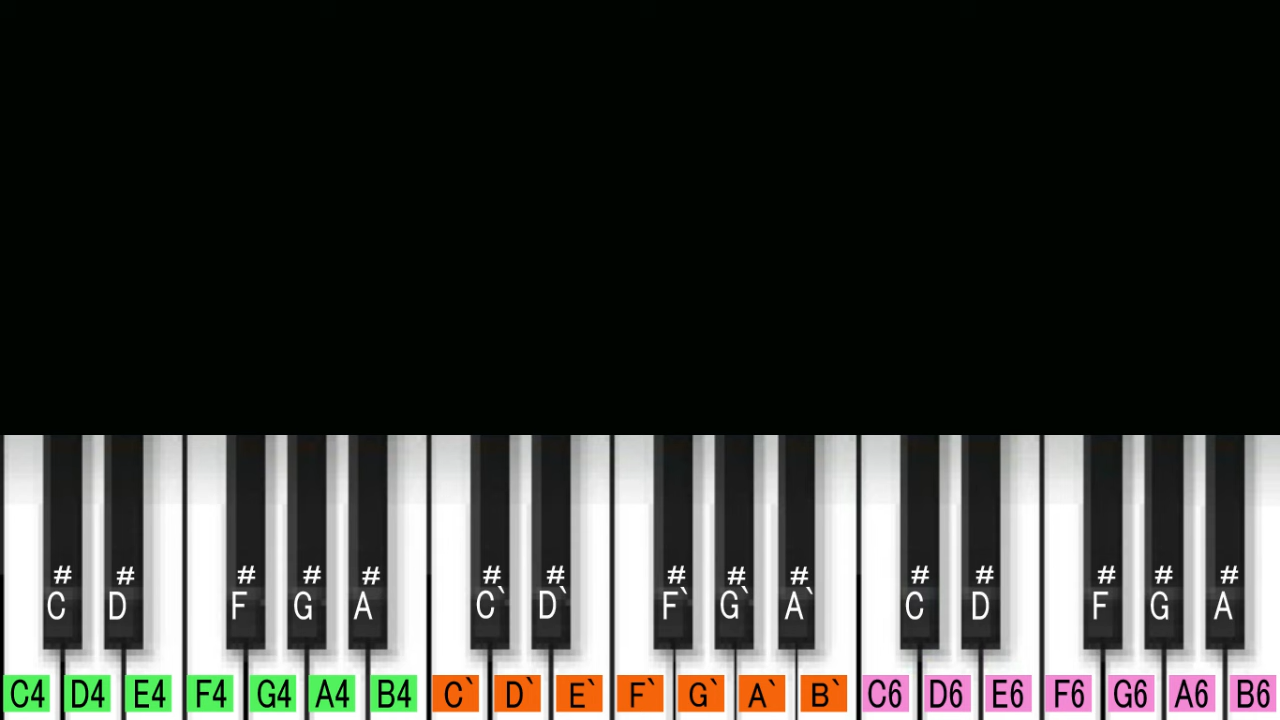 # # # # # # # # # # # # # # #
C D F G A C` D` F` G` A` C D F G A
C4 D4 E4 F4 G4 A4 B4 C` D` E` F` G` A` B` C6 D6 E6 F6 G6 A6 B6